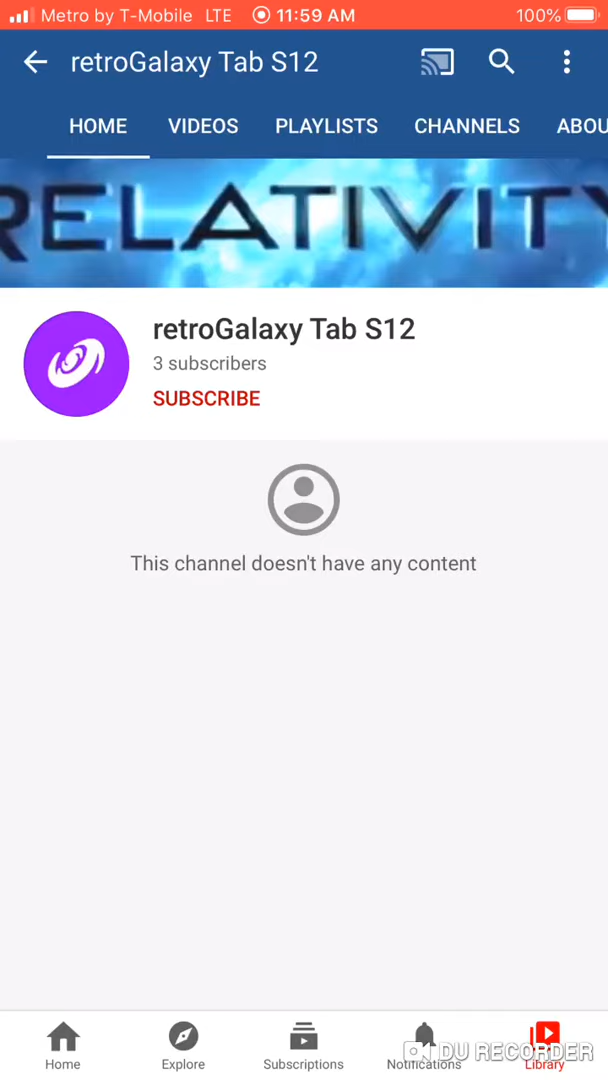 Metro by T-Mobile LTE 11:59 AM 100%
retroGalaxy Tab S12
HOME VIDEOS PLAYLISTS CHANNELS ABOU
RELATIVITY
retroGalaxy Tab S12
3 subscribers
SUBSCRIBE
This channel doesn't have any content
Home Explore Subscriptions Notifications Library
DU RECORDER